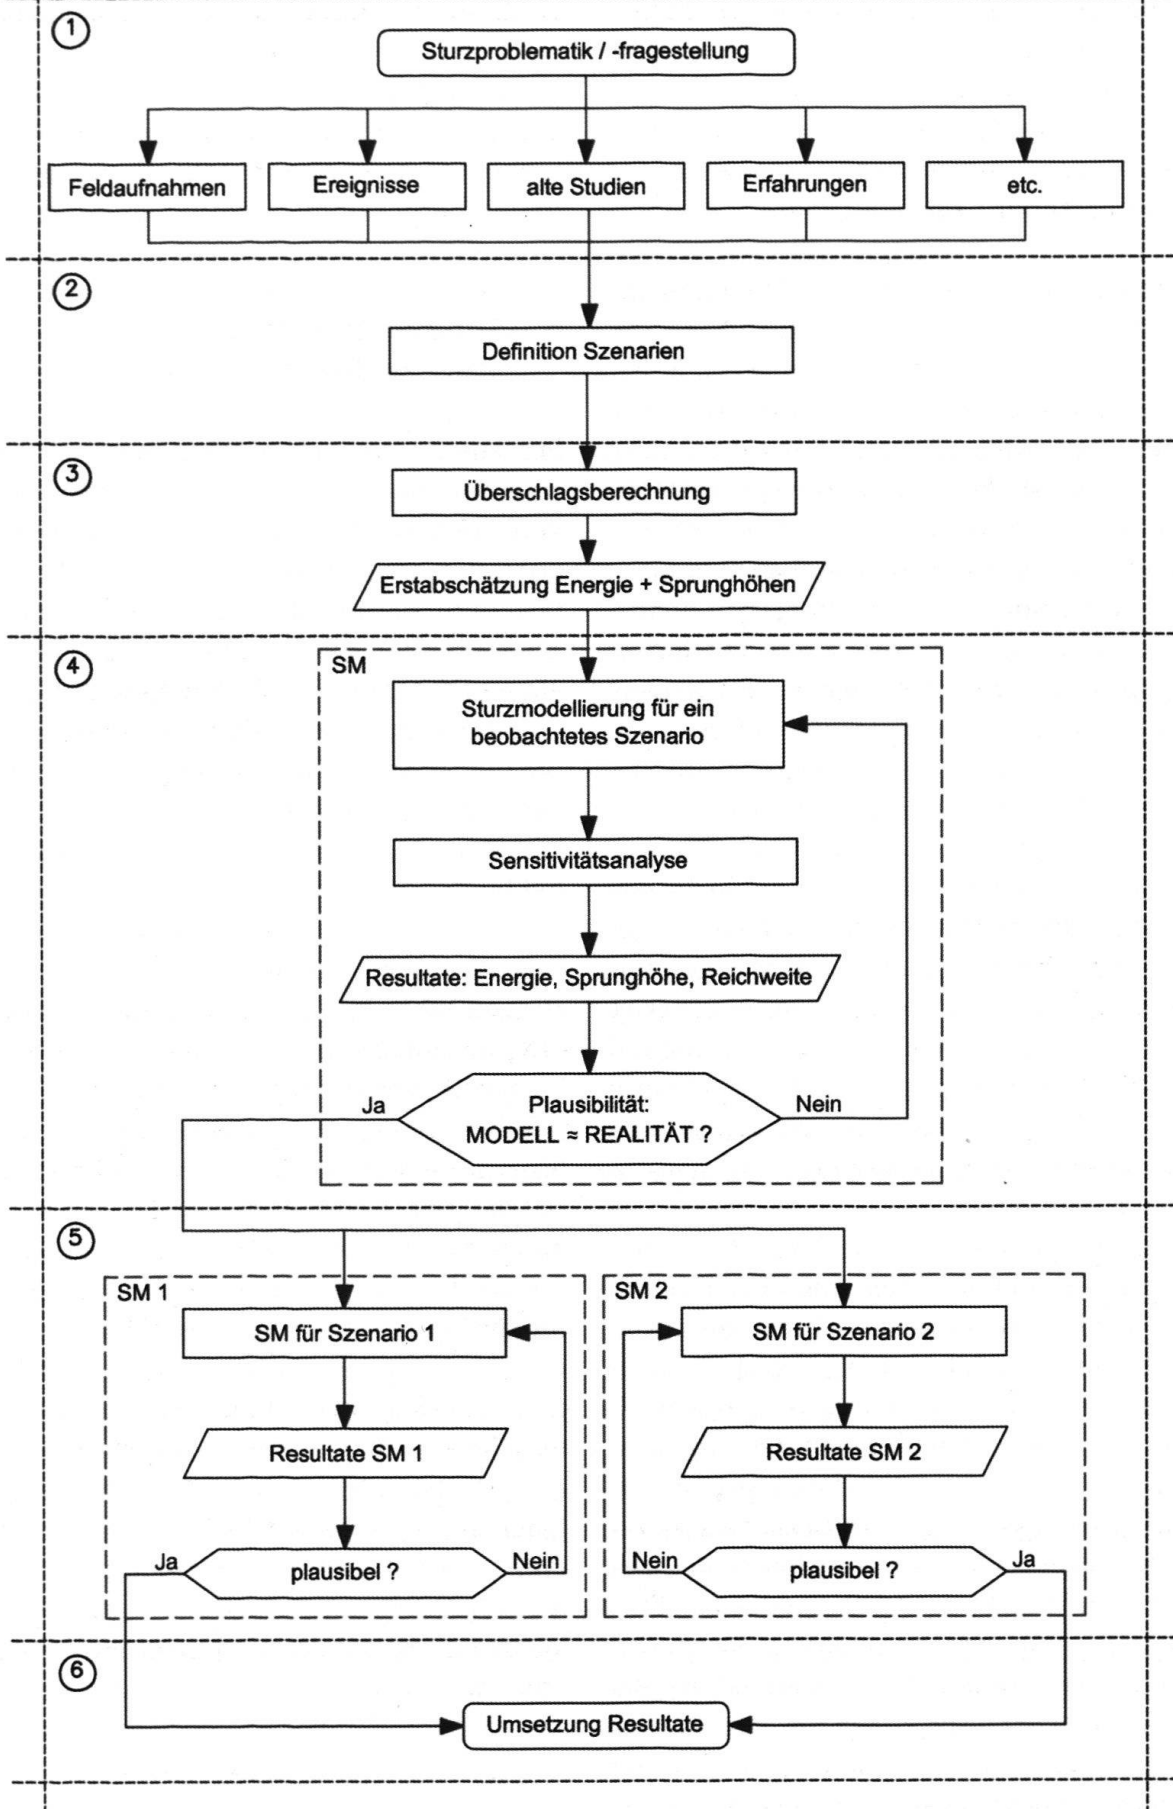 1
Sturzproblematik / -fragestellung
Feldaufnahmen
Ereignisse
alte Studien
Erfahrungen
etc.
2
Definition Szenarien
3
Überschlagsberechnung
Erstabschätzung Energie + Sprunghöhen
4
SM
Sturzmodellierung für ein
beobachtetes Szenario
Sensitivitätsanalyse
Resultate: Energie, Sprunghöhe, Reichweite
Ja
Plausibilität:
MODELL ≈ REALITÄT ?
Nein
5
SM 1
SM für Szenario 1
Resultate SM 1
Ja
plausibel ?
Nein
SM 2
SM für Szenario 2
Resultate SM 2
Nein
plausibel ?
Ja
6
Umsetzung Resultate